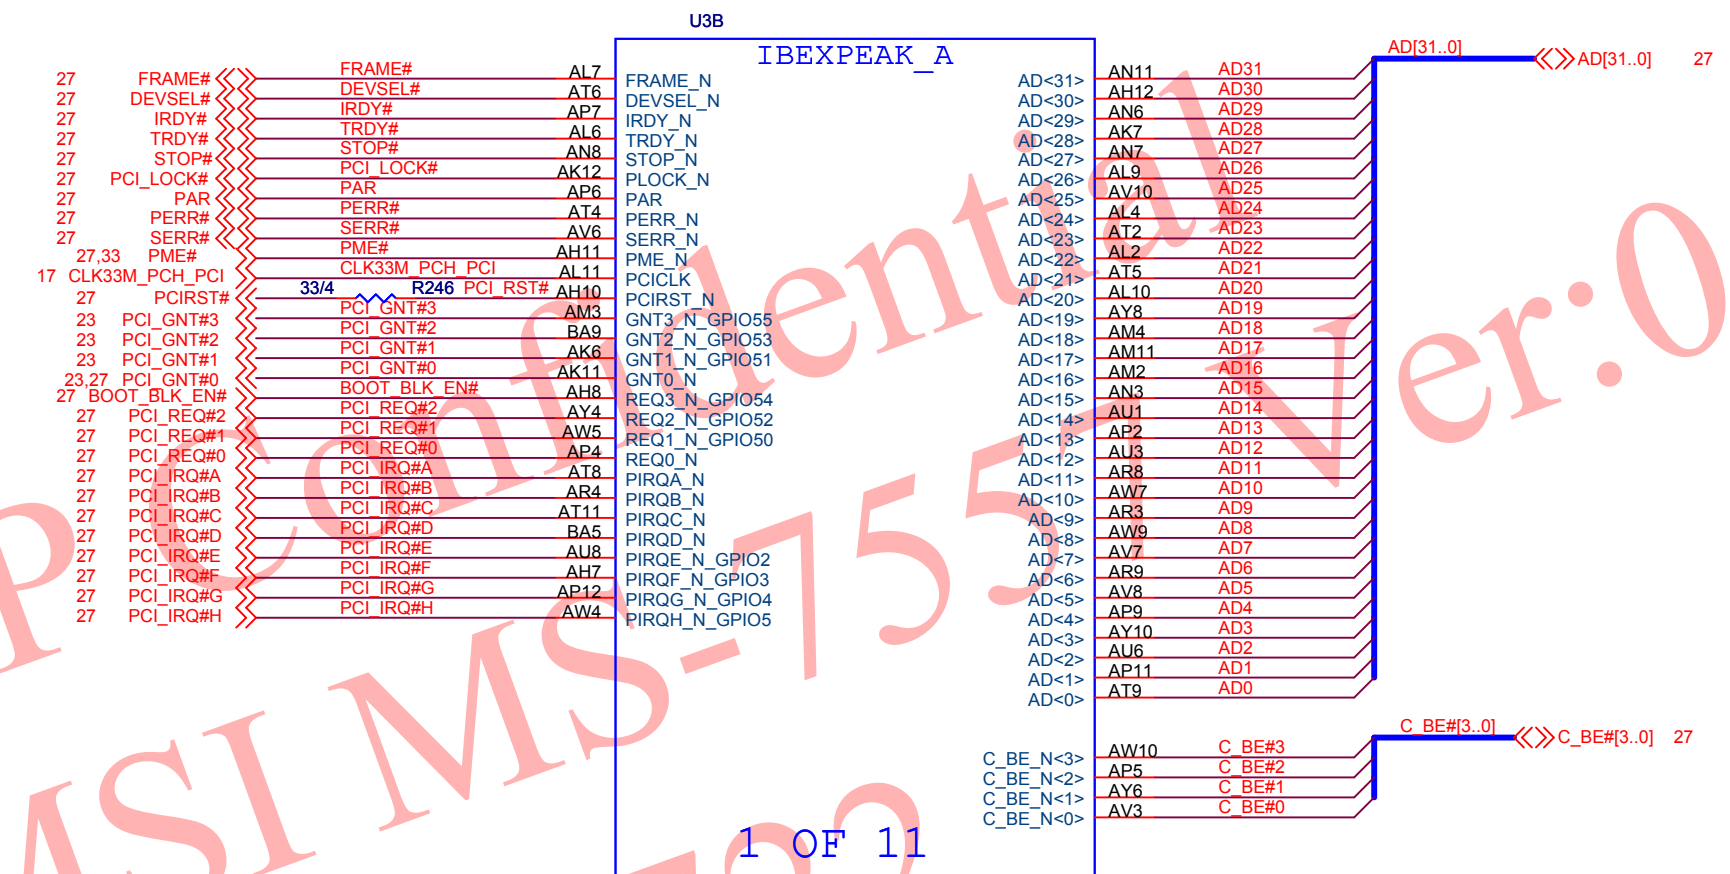 U3B
IBEXPEAK_A
27 FRAME# FRAME# AL7 FRAME_N
27 DEVSEL# DEVSEL# AT6 DEVSEL_N
27 IRDY# IRDY# AP7 IRDY_N
27 TRDY# TRDY# AL6 TRDY_N
27 STOP# STOP# AN8 STOP_N
27 PCI_LOCK# PCI_LOCK# AK12 PLOCK_N
27 PAR PAR AP6 PAR
27 PERR# PERR# AT4 PERR_N
27 SERR# SERR# AV6 SERR_N
27,33 PME# PME# AH11 PME_N
17 CLK33M_PCH_PCI CLK33M_PCH_PCI AL11 PCICLK
27 PCIRST# 33/4 R246 PCI_RST# AH10 PCIRST_N
23 PCI_GNT#3 PCI_GNT#3 AM3 GNT3_N_GPIO55
23 PCI_GNT#2 PCI_GNT#2 BA9 GNT2_N_GPIO53
23 PCI_GNT#1 PCI_GNT#1 AK6 GNT1_N_GPIO51
23,27 PCI_GNT#0 PCI_GNT#0 AK11 GNT0_N
27 BOOT_BLK_EN# BOOT_BLK_EN# AH8 REQ3_N_GPIO54
27 PCI_REQ#2 PCI_REQ#2 AY4 REQ2_N_GPIO52
27 PCI_REQ#1 PCI_REQ#1 AW5 REQ1_N_GPIO50
27 PCI_REQ#0 PCI_REQ#0 AP4 REQ0_N
27 PCI_IRQ#A PCI_IRQ#A AT8 PIRQA_N
27 PCI_IRQ#B PCI_IRQ#B AR4 PIRQB_N
27 PCI_IRQ#C PCI_IRQ#C AT11 PIRQC_N
27 PCI_IRQ#D PCI_IRQ#D BA5 PIRQD_N
27 PCI_IRQ#E PCI_IRQ#E AU8 PIRQE_N_GPIO2
27 PCI_IRQ#F PCI_IRQ#F AH7 PIRQF_N_GPIO3
27 PCI_IRQ#G PCI_IRQ#G AP12 PIRQG_N_GPIO4
27 PCI_IRQ#H PCI_IRQ#H AW4 PIRQH_N_GPIO5
AD[31..0] AD[31..0] 27
AD<31> AN11 AD31
AD<30> AH12 AD30
AD<29> AN6 AD29
AD<28> AK7 AD28
AD<27> AN7 AD27
AD<26> AL9 AD26
AD<25> AV10 AD25
AD<24> AL4 AD24
AD<23> AT2 AD23
AD<22> AL2 AD22
AD<21> AT5 AD21
AD<20> AL10 AD20
AD<19> AY8 AD19
AD<18> AM4 AD18
AD<17> AM11 AD17
AD<16> AM2 AD16
AD<15> AN3 AD15
AD<14> AU1 AD14
AD<13> AP2 AD13
AD<12> AU3 AD12
AD<11> AR8 AD11
AD<10> AW7 AD10
AD<9> AR3 AD9
AD<8> AW9 AD8
AD<7> AV7 AD7
AD<6> AR9 AD6
AD<5> AV8 AD5
AD<4> AP9 AD4
AD<3> AY10 AD3
AD<2> AU6 AD2
AD<1> AP11 AD1
AD<0> AT9 AD0
C_BE#[3..0] C_BE#[3..0] 27
C_BE_N<3> AW10 C_BE#3
C_BE_N<2> AP5 C_BE#2
C_BE_N<1> AY6 C_BE#1
C_BE_N<0> AV3 C_BE#0
1 OF 11
P Confidential
MSI MS-7557 Ver:0